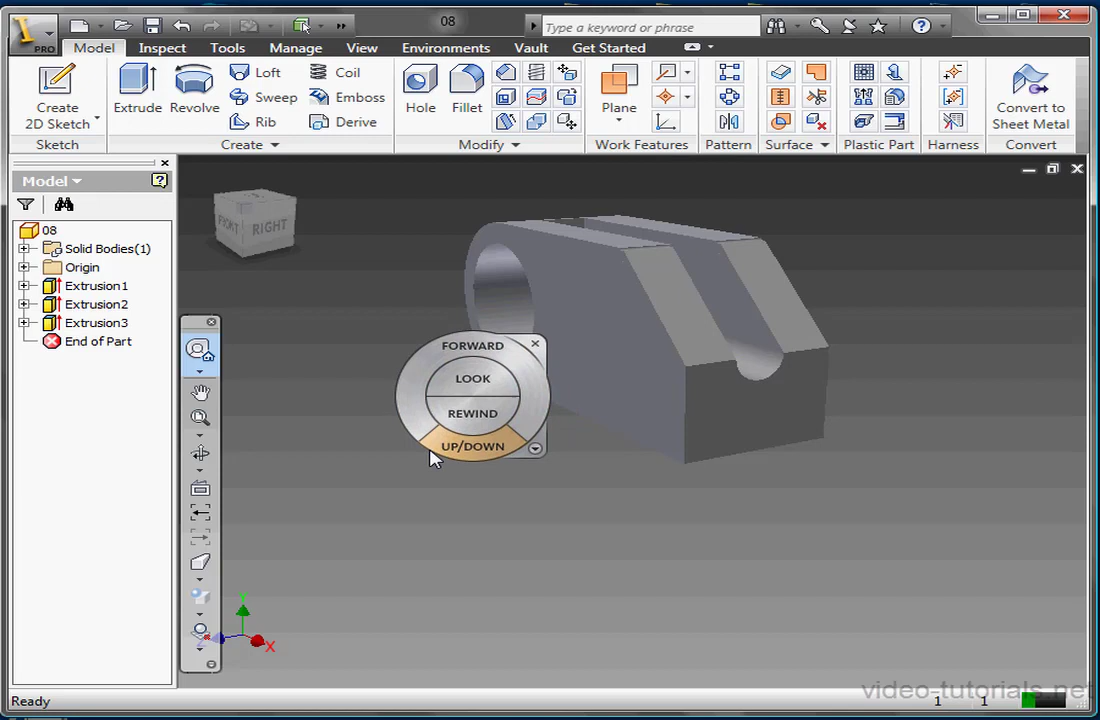 08
Type a keyword or phrase
PRO
Model Inspect Tools Manage View Environments Vault Get Started
Create
2D Sketch
Extrude Revolve
Loft
Sweep
Rib
Coil
Emboss
Derive
Hole Fillet
Plane
Convert to
Sheet Metal
Sketch Create Modify Work Features Pattern Surface Plastic Part Harness Convert
Model
08
Solid Bodies(1)
Origin
Extrusion1
Extrusion2
Extrusion3
End of Part
FRONT RIGHT
FORWARD
LOOK
REWIND
UP/DOWN
Y
Z
X
video-tutorials.net
Ready 1 1